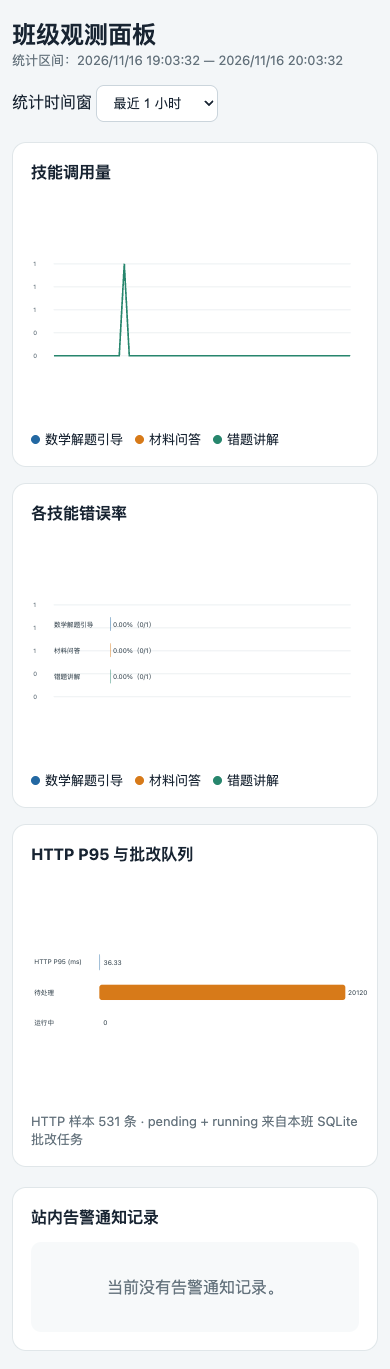 班级观测面板
统计区间：2026/11/16 19:03:32 — 2026/11/16 20:03:32
统计时间窗 最近 1 小时
技能调用量
1
1
1
0
0
数学解题引导 材料问答 错题讲解
各技能错误率
1
数学解题引导 0.00%（0/1）
1
材料问答 0.00%（0/1）
1
0
错题讲解 0.00%（0/1）
0
数学解题引导 材料问答 错题讲解
HTTP P95 与批改队列
HTTP P95 (ms) 36.33
待处理 20120
运行中 0
HTTP 样本 531 条 · pending + running 来自本班 SQLite
批改任务
站内告警通知记录
当前没有告警通知记录。